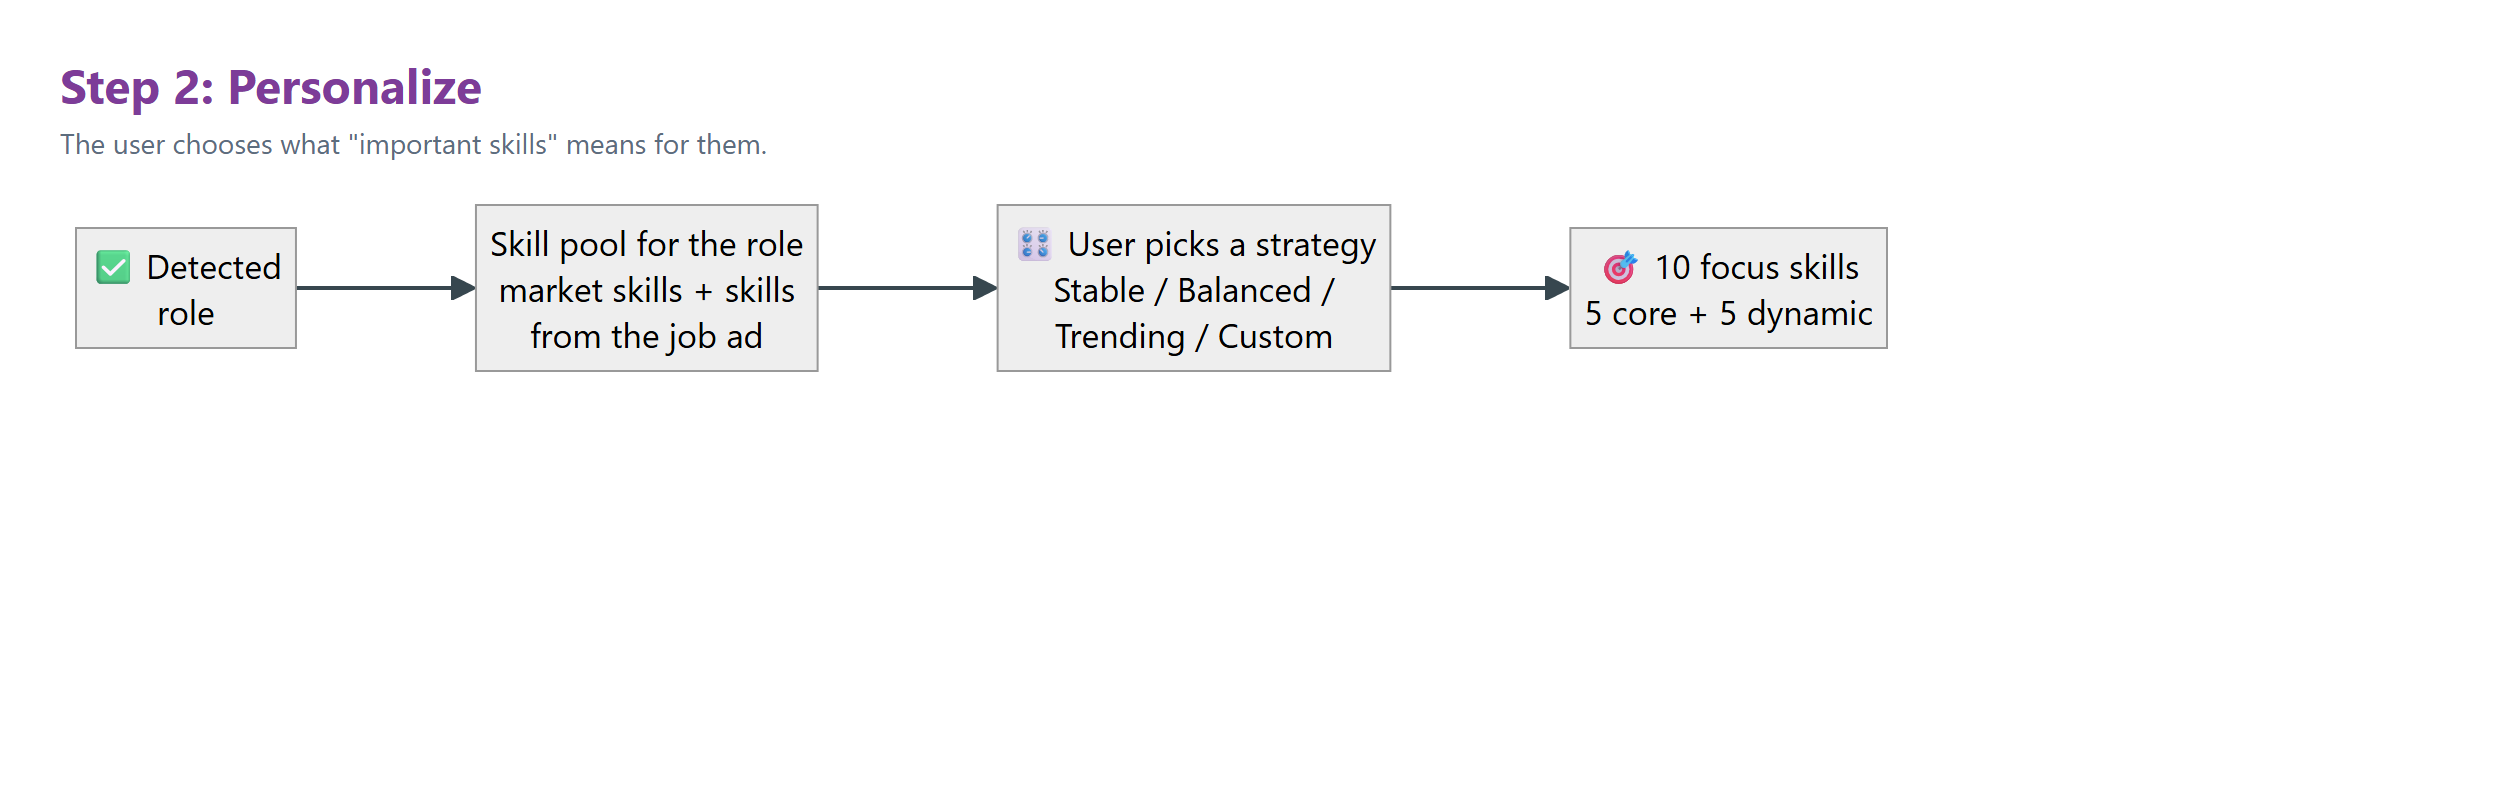 Step 2: Personalize
The user chooses what "important skills" means for them.
✅ Detected
role
Skill pool for the role
market skills + skills
from the job ad
🎛️ User picks a strategy
Stable / Balanced /
Trending / Custom
🎯 10 focus skills
5 core + 5 dynamic